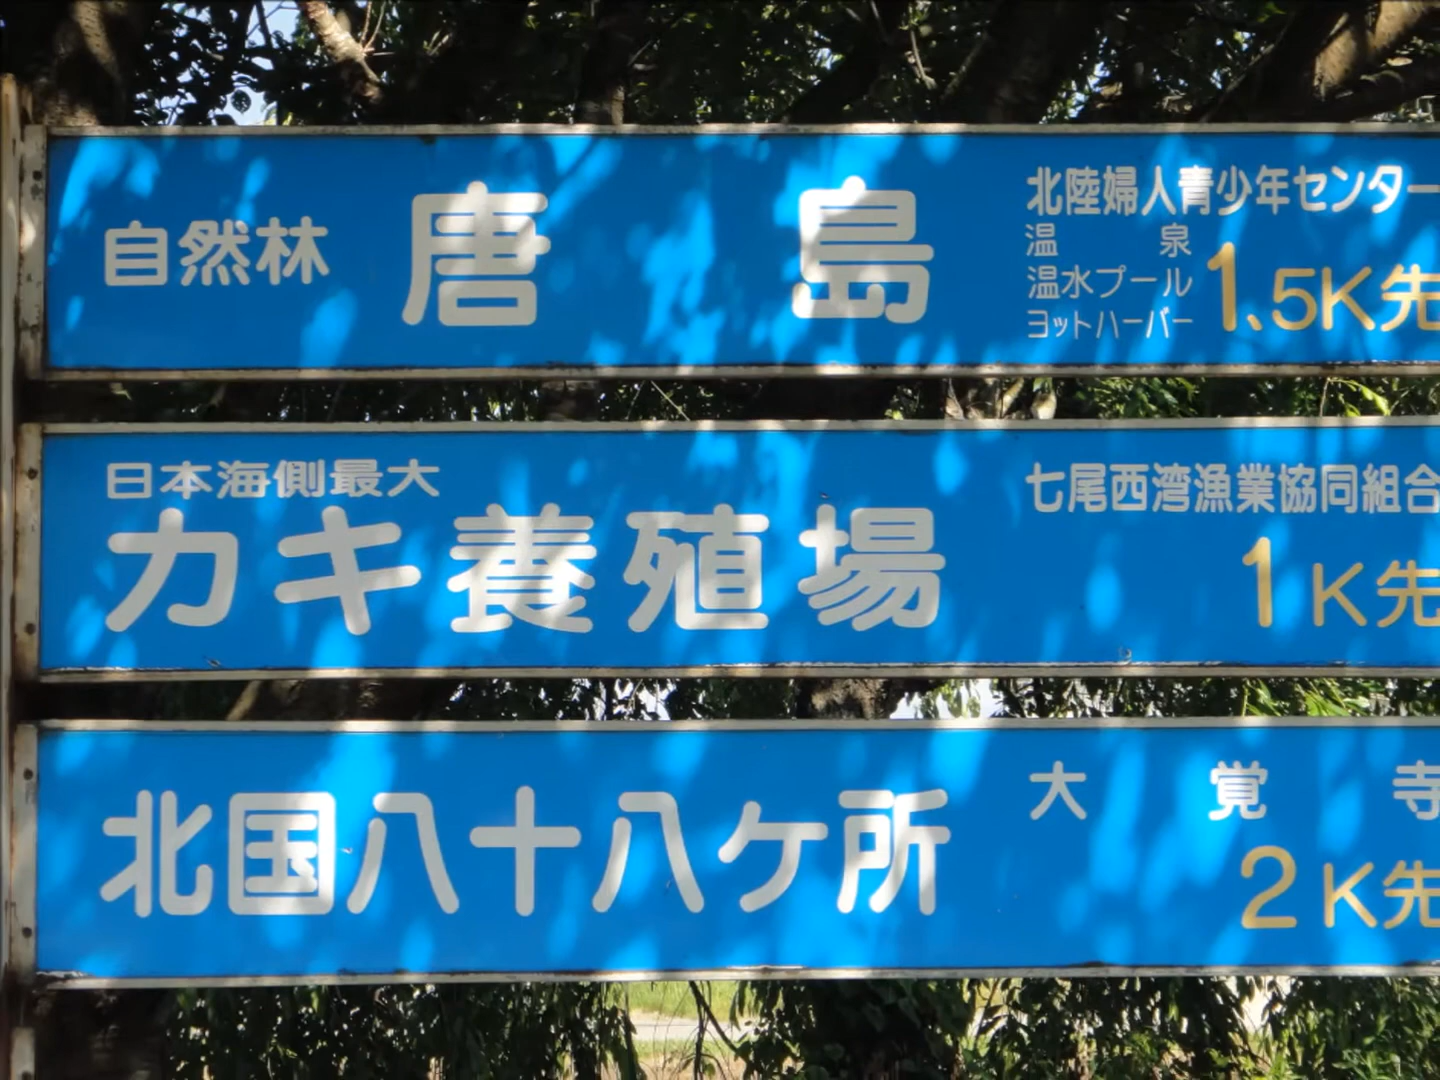 自然林 唐島
北陸婦人青少年センター
温泉
温水プール
ヨットハーバー
1.5K先
日本海側最大
カキ養殖場
七尾西湾漁業協同組合
1K先
北国八十八ケ所
大覚寺
2K先